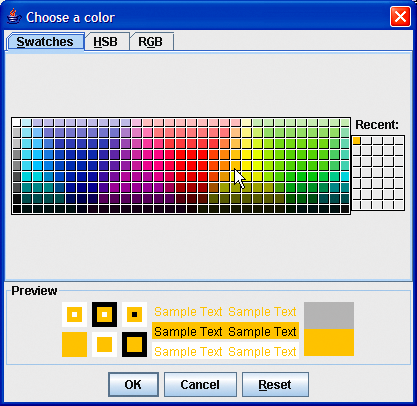 Choose a color
Swatches HSB RGB
Recent:
Preview
Sample Text Sample Text
Sample Text Sample Text
Sample Text Sample Text
OK Cancel Reset